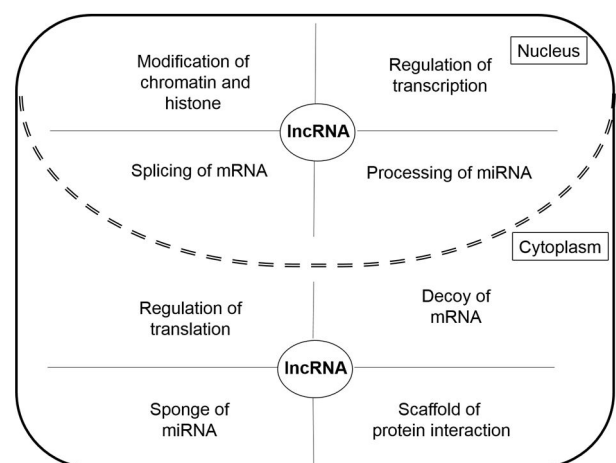 Nucleus
Modification of
chromatin and
histone
Regulation of
transcription
lncRNA
Splicing of mRNA
Processing of miRNA
Cytoplasm
Regulation of
translation
Decoy of
mRNA
lncRNA
Sponge of
miRNA
Scaffold of
protein interaction